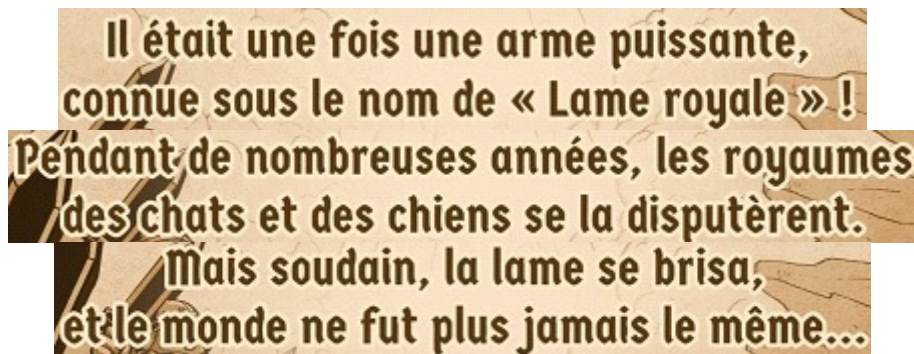 Il était une fois une arme puissante,
connue sous le nom de « Lame royale » !
Pendant de nombreuses années, les royaumes
des chats et des chiens se la disputèrent.
Mais soudain, la lame se brisa,
et le monde ne fut plus jamais le même...